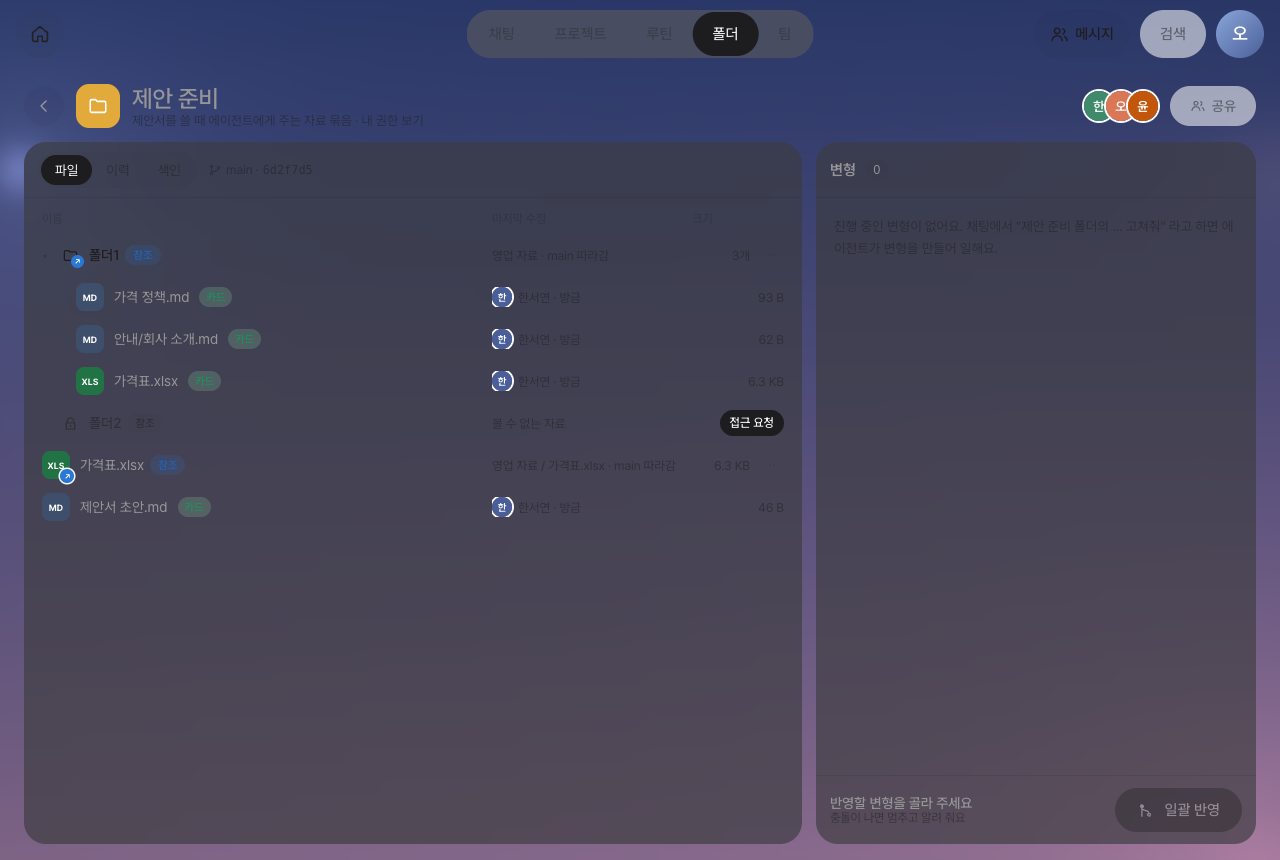 채팅 프로젝트 루틴 폴더 팀 메시지 검색 오
제안 준비
제안서를 쓸 때 에이전트에게 주는 자료 묶음 · 내 권한 보기
한 오 윤 공유
파일 이력 색인 main · 6d2f7d5
이름 마지막 수정 크기
폴더1 참조 영업 자료 · main 따라감 3개
MD 가격 정책.md 카드 한 한서연 · 방금 93 B
MD 안내/회사 소개.md 카드 한 한서연 · 방금 62 B
XLS 가격표.xlsx 카드 한 한서연 · 방금 6.3 KB
폴더2 참조 볼 수 없는 자료 접근 요청
XLS 가격표.xlsx 참조 영업 자료 / 가격표.xlsx · main 따라감 6.3 KB
MD 제안서 초안.md 카드 한 한서연 · 방금 46 B
변형 0
진행 중인 변형이 없어요. 채팅에서 "제안 준비 폴더의 ... 고쳐줘" 라고 하면 에
이전트가 변형을 만들어 일해요.
반영할 변형을 골라 주세요
충돌이 나면 멈추고 알려 줘요
일괄 반영